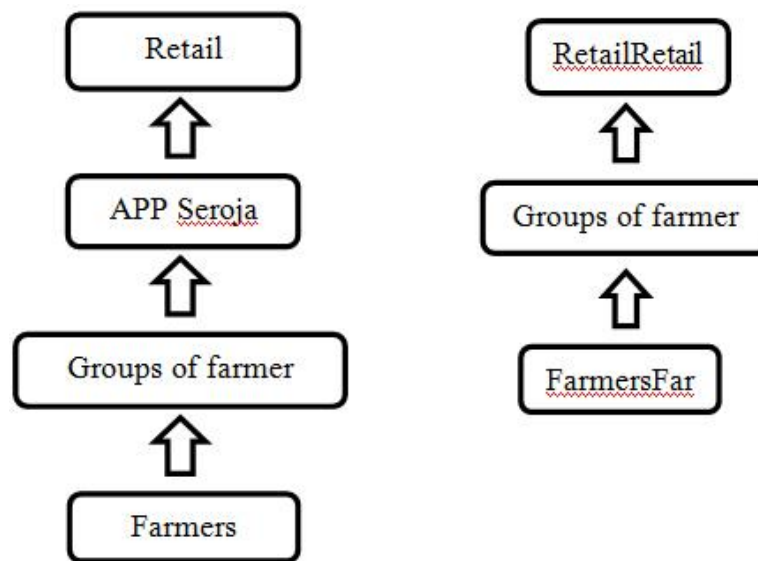 Retail
APP Seroja
Groups of farmer
Farmers
RetailRetail
Groups of farmer
FarmersFar